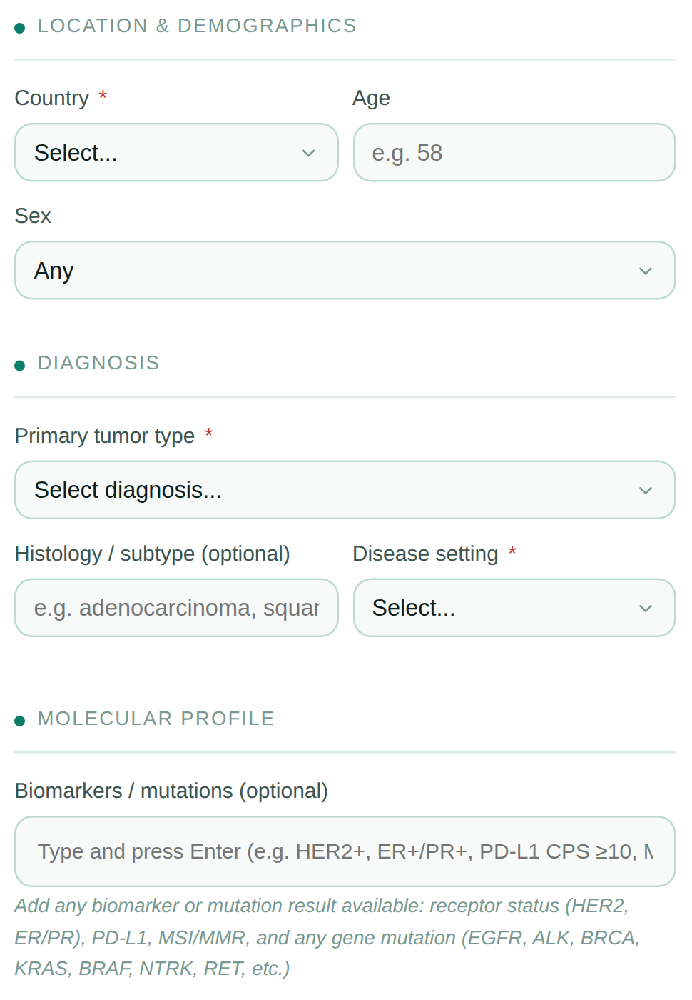 LOCATION & DEMOGRAPHICS
Country *
Age
Select...
e.g. 58
Sex
Any
DIAGNOSIS
Primary tumor type *
Select diagnosis...
Histology / subtype (optional)
Disease setting *
e.g. adenocarcinoma, squar
Select...
MOLECULAR PROFILE
Biomarkers / mutations (optional)
Type and press Enter (e.g. HER2+, ER+/PR+, PD-L1 CPS ≥10, M
Add any biomarker or mutation result available: receptor status (HER2,
ER/PR), PD-L1, MSI/MMR, and any gene mutation (EGFR, ALK, BRCA,
KRAS, BRAF, NTRK, RET, etc.)